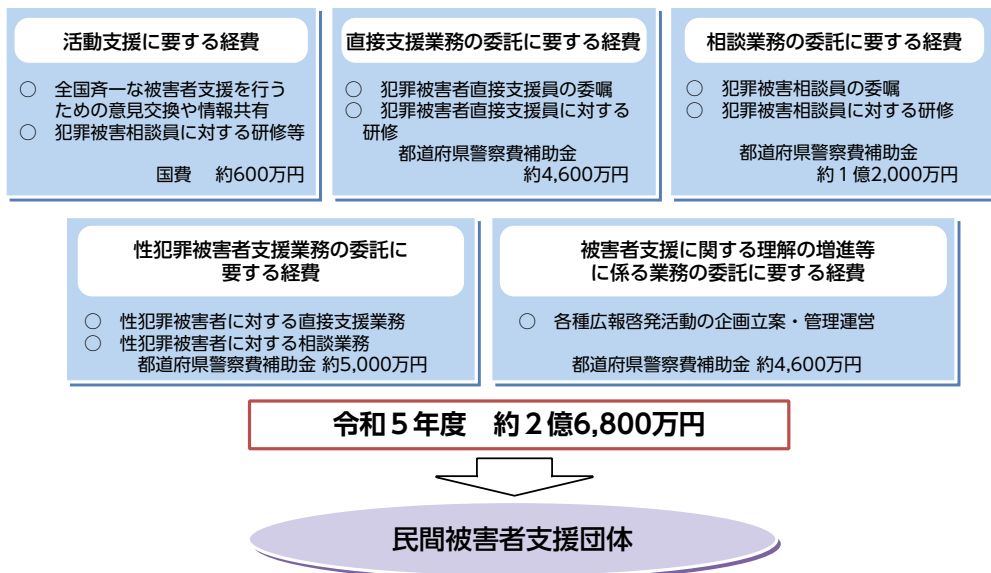 活動支援に要する経費
○　全国斉一な被害者支援を行う
ための意見交換や情報共有
○　犯罪被害相談員に対する研修等
国費　約600万円
直接支援業務の委託に要する経費
○　犯罪被害者直接支援員の委嘱
○　犯罪被害者直接支援員に対する
研修
都道府県警察費補助金
約4,600万円
相談業務の委託に要する経費
○　犯罪被害相談員の委嘱
○　犯罪被害相談員に対する研修
都道府県警察費補助金
約１億2,000万円
性犯罪被害者支援業務の委託に
要する経費
○　性犯罪被害者に対する直接支援業務
○　性犯罪被害者に対する相談業務
都道府県警察費補助金 約5,000万円
被害者支援に関する理解の増進等
に係る業務の委託に要する経費
○　各種広報啓発活動の企画立案・管理運営
都道府県警察費補助金 約4,600万円
令和５年度　約２億6,800万円
民間被害者支援団体